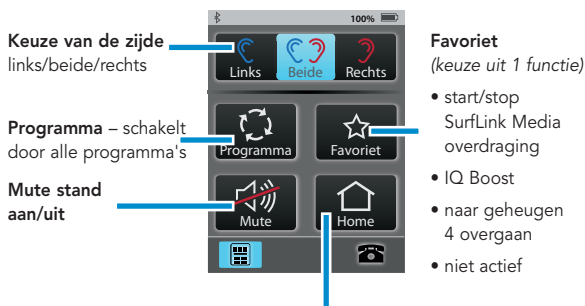 Keuze van de zijde
links/beide/rechts
Programma – schakelt
door alle programma's
Mute stand
aan/uit
100%
Links
Beide
Rechts
Programma
Favoriet
Mute
Home
Favoriet
(keuze uit 1 functie)
• start/stop
SurfLink Media
overdraging
• IQ Boost
• naar geheugen
4 overgaan
• niet actief